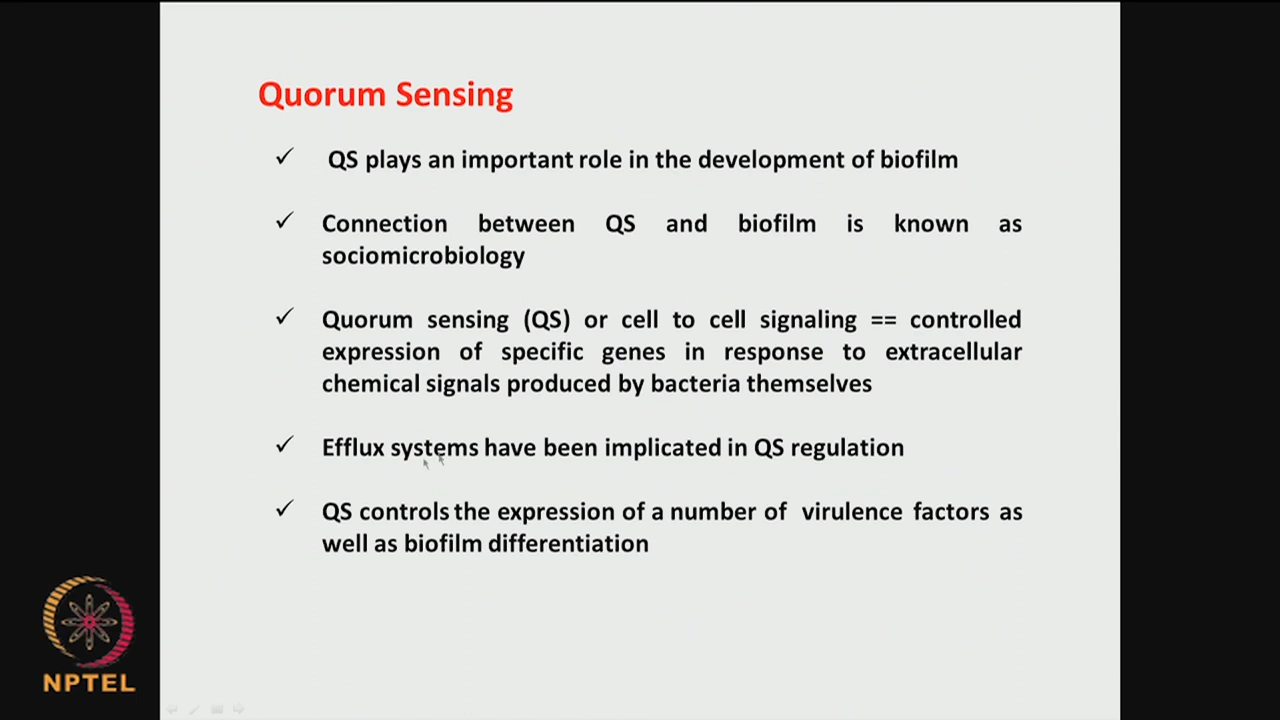 Quorum Sensing
✓ QS plays an important role in the development of biofilm
✓ Connection between QS and biofilm is known as
sociomicrobiology
✓ Quorum sensing (QS) or cell to cell signaling == controlled
expression of specific genes in response to extracellular
chemical signals produced by bacteria themselves
✓ Efflux systems have been implicated in QS regulation
✓ QS controls the expression of a number of virulence factors as
well as biofilm differentiation
NPTEL